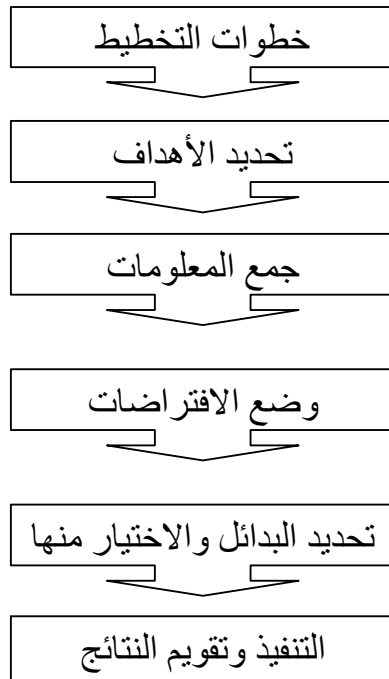 خطوات التخطيط
تحديد الأهداف
جمع المعلومات
وضع الافتراضات
تحديد البدائل والاختيار منها
التنفيذ وتقويم النتائج